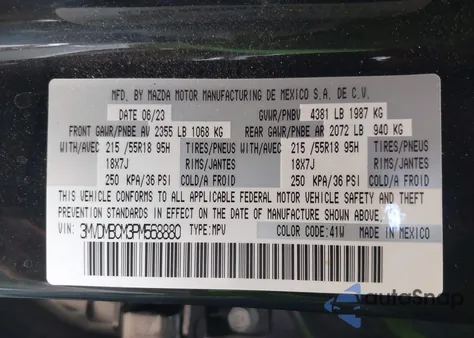 MFD. BY MAZDA MOTOR MANUFACTURING DE MEXICO S.A. DE C.V.
DATE 06/23 GVWR/PNBV 4381 LB 1987 KG
FRONT GAWR/PNBE AV 2355 LB 1068 KG REAR GAWR/PNBE AR 2072 LB 940 KG
WITH/AVEC 215 /55R18 95H TIRES/PNEUS WITH/AVEC 215 /55R18 95H TIRES/PNEUS
18X7J RIMS/JANTES 18X7J RIMS/JANTES
250 KPA/36 PSI COLD/A FROID 250 KPA/36 PSI COLD/A FROID
THIS VEHICLE CONFORMS TO ALL APPLICABLE FEDERAL MOTOR VEHICLE SAFETY AND THEFT
PREVENTION STANDARDS IN EFFECT ON THE DATE OF MANUFACTURE SHOWN ABOVE.
VIN: 3MVDMBCM3PM568880 TYPE: MPV COLOR CODE: 41W MADE IN MEXICO
autoSnap